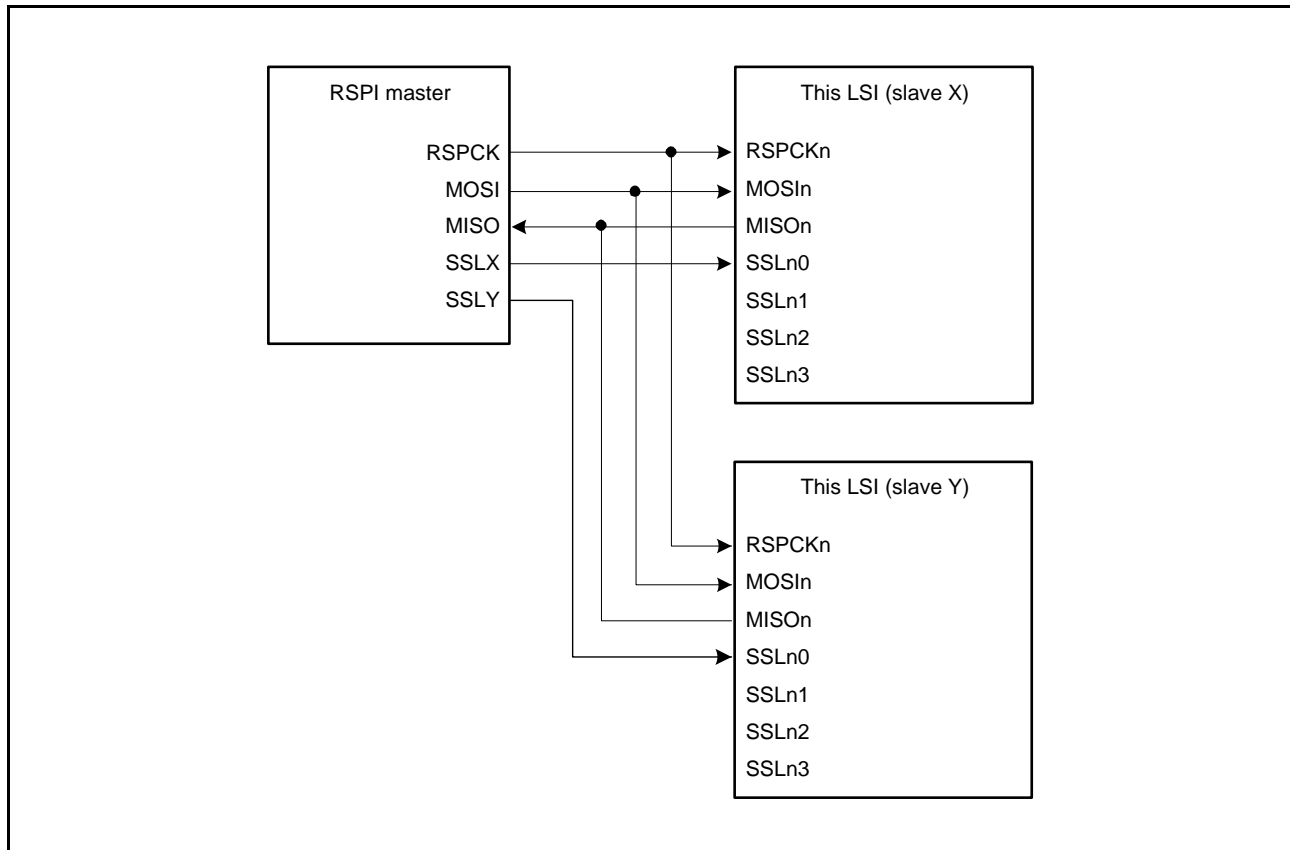 RSPI master
RSPCK
MOSI
MISO
SSLX
SSLY
This LSI (slave X)
RSPCKn
MOSIn
MISOn
SSLn0
SSLn1
SSLn2
SSLn3
This LSI (slave Y)
RSPCKn
MOSIn
MISOn
SSLn0
SSLn1
SSLn2
SSLn3